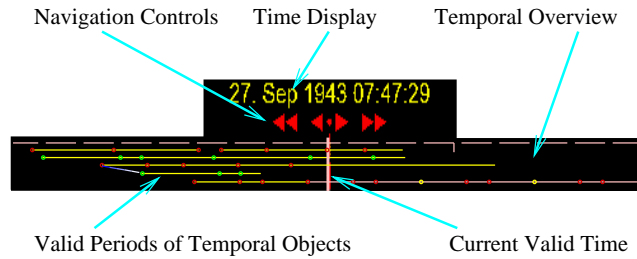 Navigation Controls Time Display Temporal Overview
27. Sep 1943 07:47:29
Valid Periods of Temporal Objects Current Valid Time